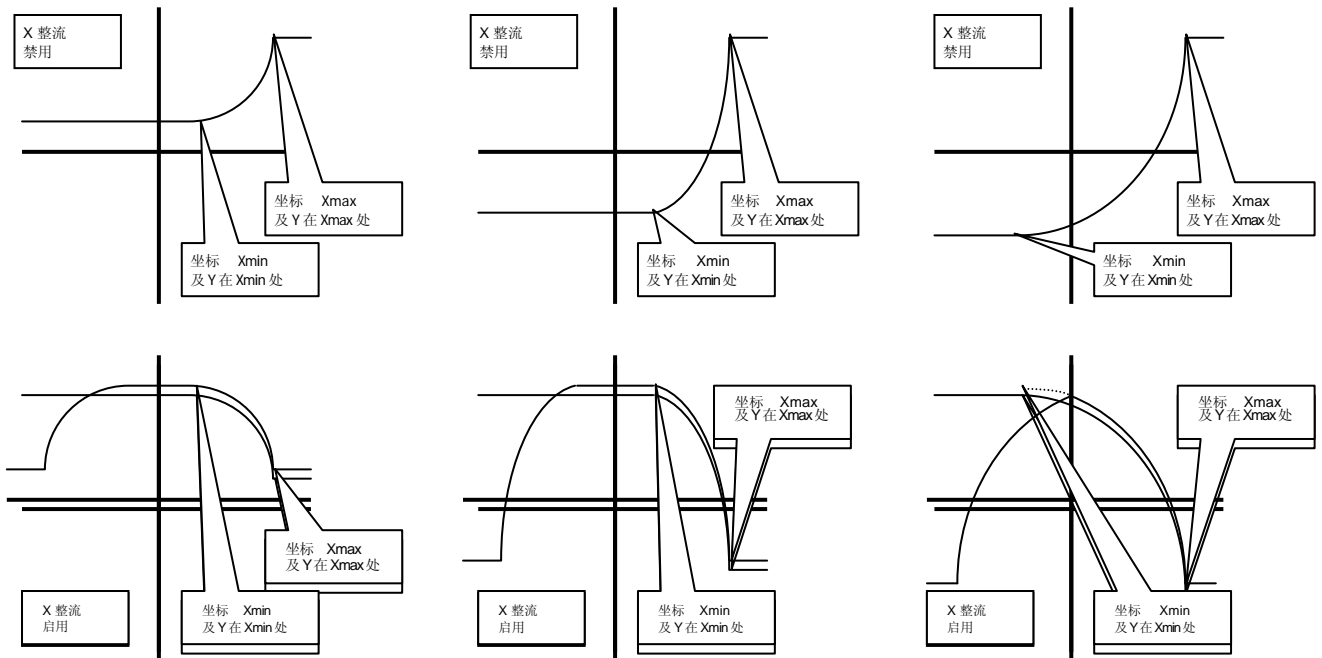 X 整流
禁用
坐标 Xmax
及 Y 在 Xmax 处
坐标 Xmin
及 Y 在 Xmin 处
X 整流
禁用
坐标 Xmax
及 Y 在 Xmax 处
坐标 Xmin
及 Y 在 Xmin 处
X 整流
禁用
坐标 Xmax
及 Y 在 Xmax 处
坐标 Xmin
及 Y 在 Xmin 处
坐标 Xmax
及 Y 在 Xmax 处
X 整流
启用
坐标 Xmin
及 Y 在 Xmin 处
坐标 Xmax
及 Y 在 Xmax 处
X 整流
启用
坐标 Xmin
及 Y 在 Xmin 处
坐标 Xmax
及 Y 在 Xmax 处
X 整流
启用
坐标 Xmin
及 Y 在 Xmin 处